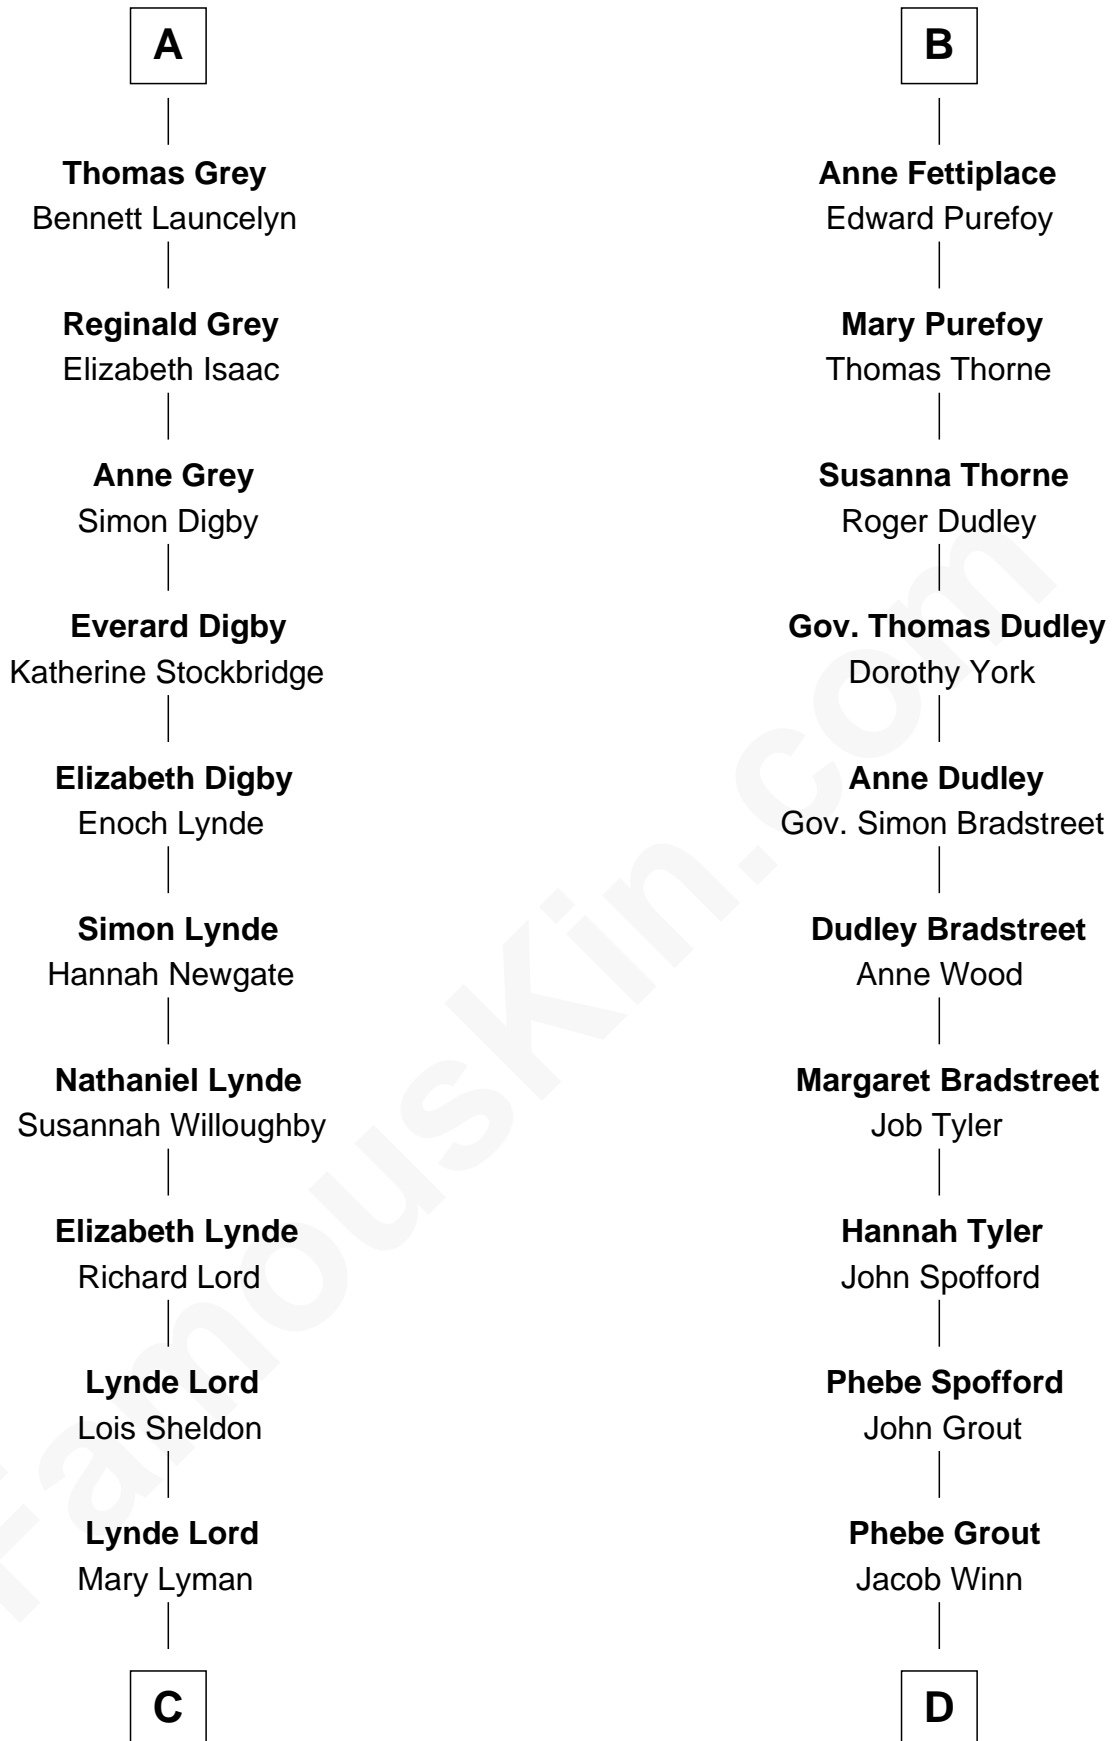 A
Thomas Grey
Bennett Launcelyn
Reginald Grey
Elizabeth Isaac
Anne Grey
Simon Digby
Everard Digby
Katherine Stockbridge
Elizabeth Digby
Enoch Lynde
Simon Lynde
Hannah Newgate
Nathaniel Lynde
Susannah Willoughby
Elizabeth Lynde
Richard Lord
Lynde Lord
Lois Sheldon
Lynde Lord
Mary Lyman
C
B
Anne Fettiplace
Edward Purefoy
Mary Purefoy
Thomas Thorne
Susanna Thorne
Roger Dudley
Gov. Thomas Dudley
Dorothy York
Anne Dudley
Gov. Simon Bradstreet
Dudley Bradstreet
Anne Wood
Margaret Bradstreet
Job Tyler
Hannah Tyler
John Spofford
Phebe Spofford
John Grout
Phebe Grout
Jacob Winn
D
FamousKin.com